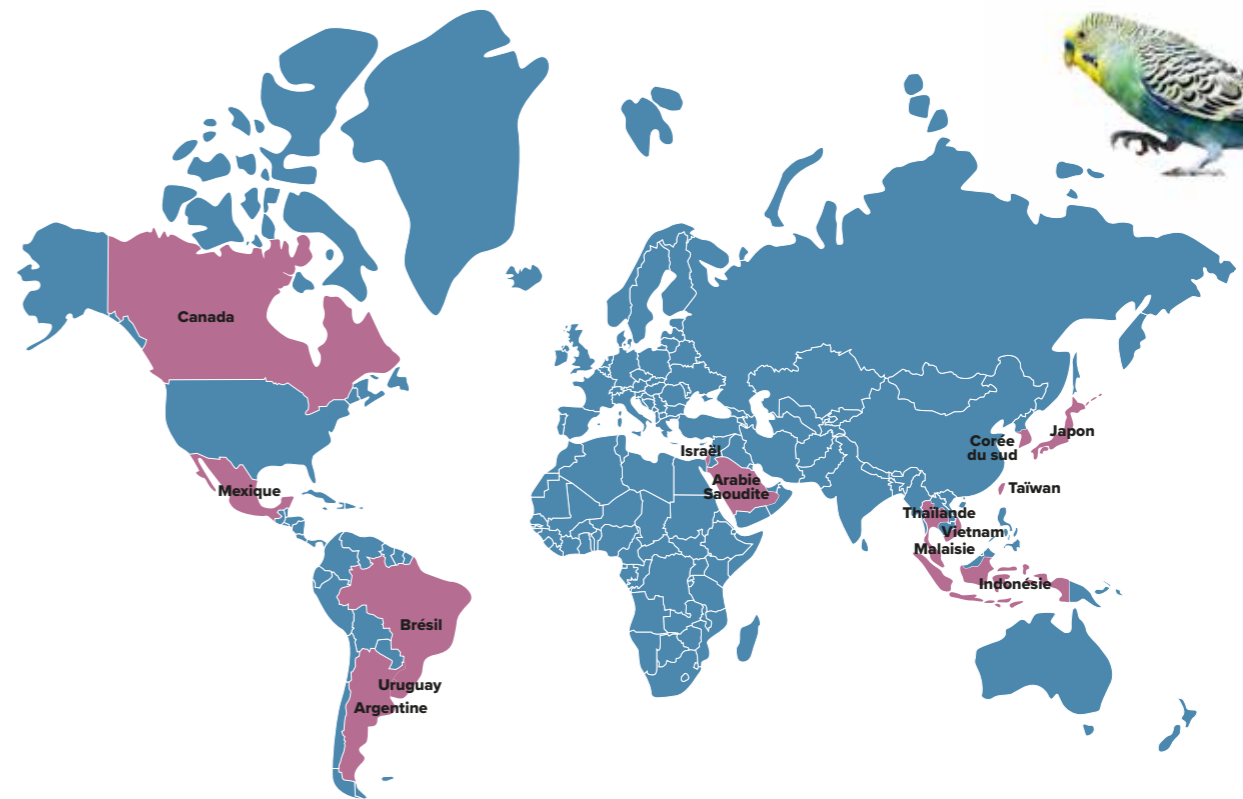 Canada
Mexique
Brésil
Uruguay
Argentine
Israël
Arabie
Saoudite
Corée
du sud
Japon
Taïwan
Thaïlande
Vietnam
Malaisie
Indonésie